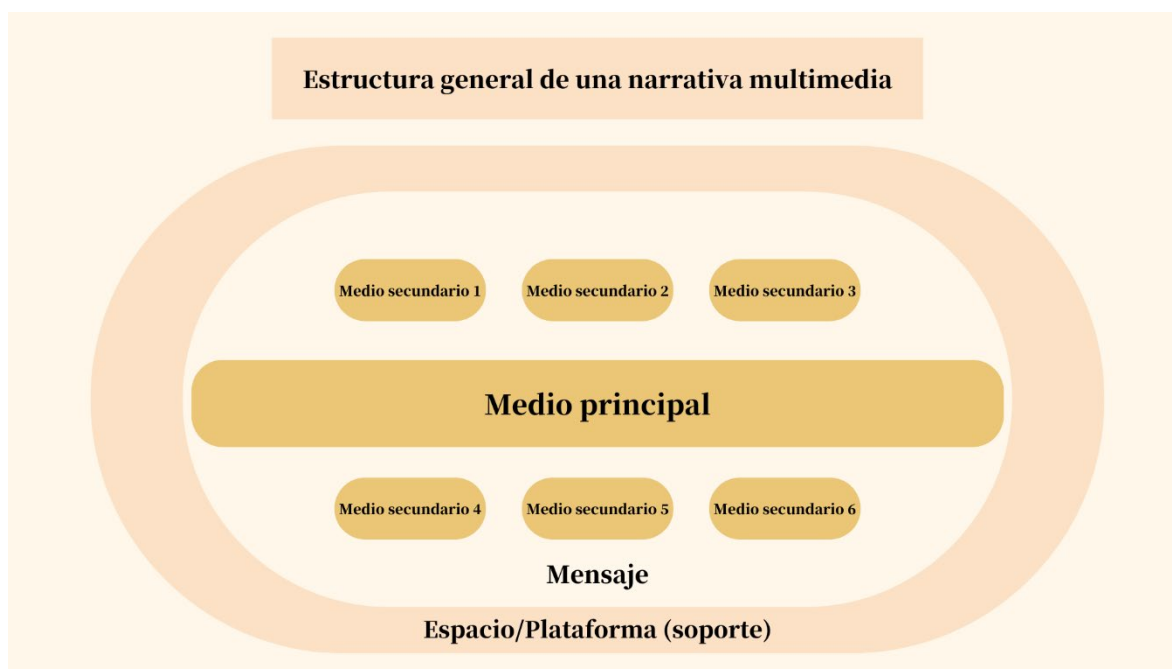 Estructura general de una narrativa multimedia
Medio secundario 1
Medio secundario 2
Medio secundario 3
Medio principal
Medio secundario 4
Medio secundario 5
Medio secundario 6
Mensaje
Espacio/Plataforma (soporte)